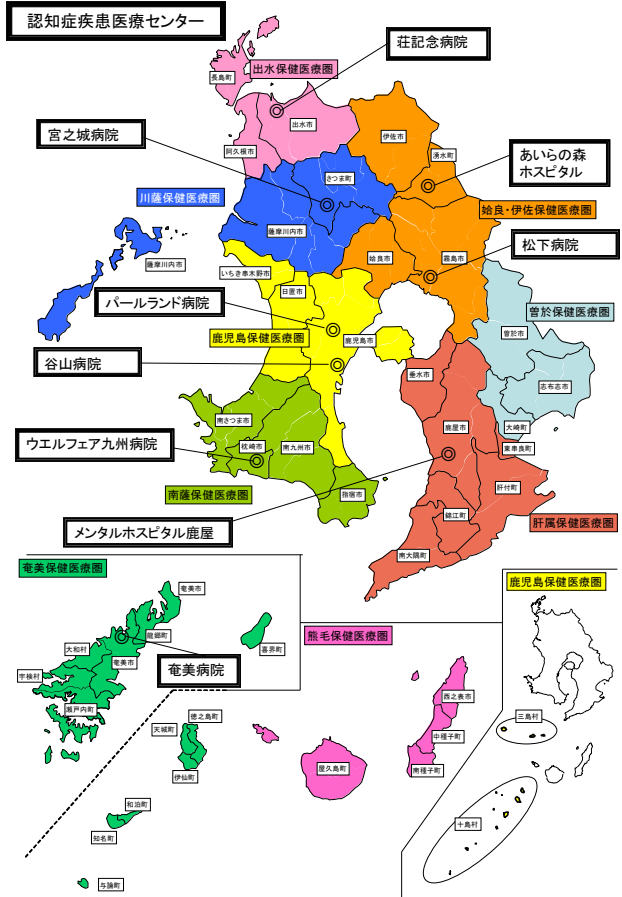 認知症疾患医療センター
荘記念病院
出水保健医療圏
長島町
出水市
伊佐市
宮之城病院
阿久根市
湧水町
あいらの森
ホスピタル
さつま町
川薩保健医療圏
姶良・伊佐保健医療圏
薩摩川内市
松下病院
姶良市
霧島市
薩摩川内市
いちき串木野市
日置市
パールランド病院
曽於保健医療圏
鹿児島保健医療圏
鹿児島市
曽於市
谷山病院
垂水市
志布志市
南さつま市
鹿屋市
大崎町
ウエルフェア九州病院
枕崎市
南九州市
東串良町
南薩保健医療圏
指宿市
肝付町
錦江町
肝属保健医療圏
メンタルホスピタル鹿屋
南大隅町
奄美保健医療圏
鹿児島保健医療圏
奄美市
龍郷町
熊毛保健医療圏
大和村
喜界町
奄美市
奄美病院
宇検村
西之表市
瀬戸内町
徳之島町
三島村
天城町
中種子町
屋久島町
南種子町
伊仙町
和泊町
十島村
知名町
与論町